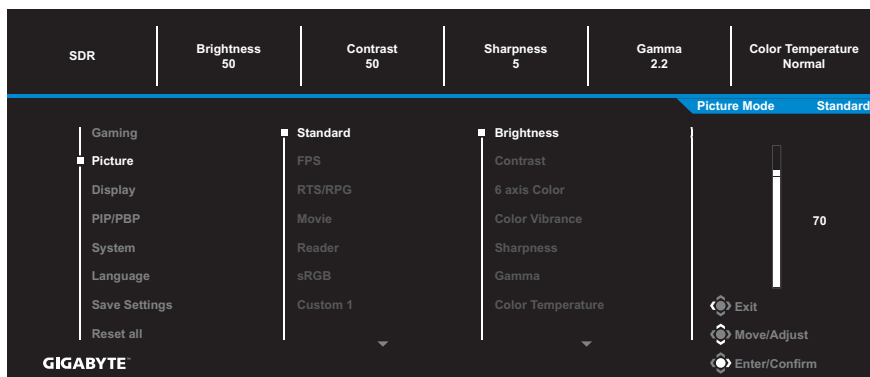 SDR
Brightness
50
Contrast
50
Sharpness
5
Gamma
2.2
Color Temperature
Normal
Picture Mode Standard
Gaming
Picture
Display
PIP/PBP
System
Language
Save Settings
Reset all
Standard
FPS
RTS/RPG
Movie
Reader
sRGB
Custom 1
Brightness
Contrast
6 axis Color
Color Vibrance
Sharpness
Gamma
Color Temperature
70
Exit
Move/Adjust
Enter/Confirm
GIGABYTE™